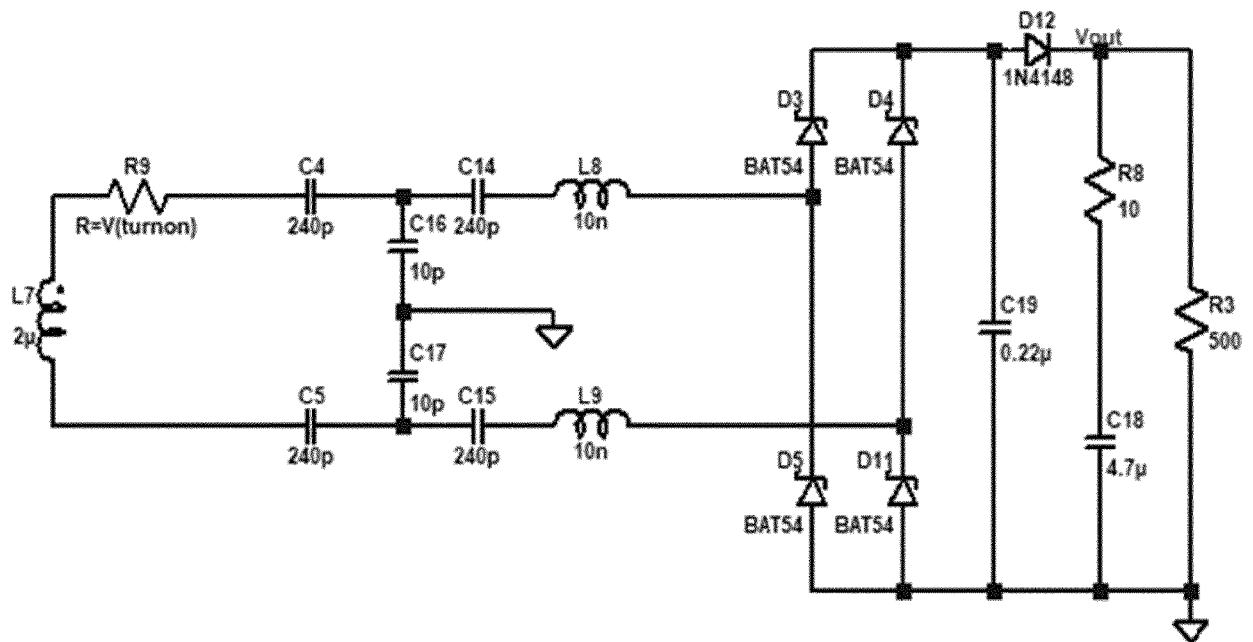 D12
Vout
1N4148
D3
D4
BAT54
BAT54
R9
R=V(turnon)
C4
240p
C14
240p
L8
10n
C16
10p
R8
10
L7
2µ
C19
0.22µ
R3
500
C17
10p
C5
240p
C15
240p
L9
10n
C18
4.7µ
D5
D11
BAT54
BAT54